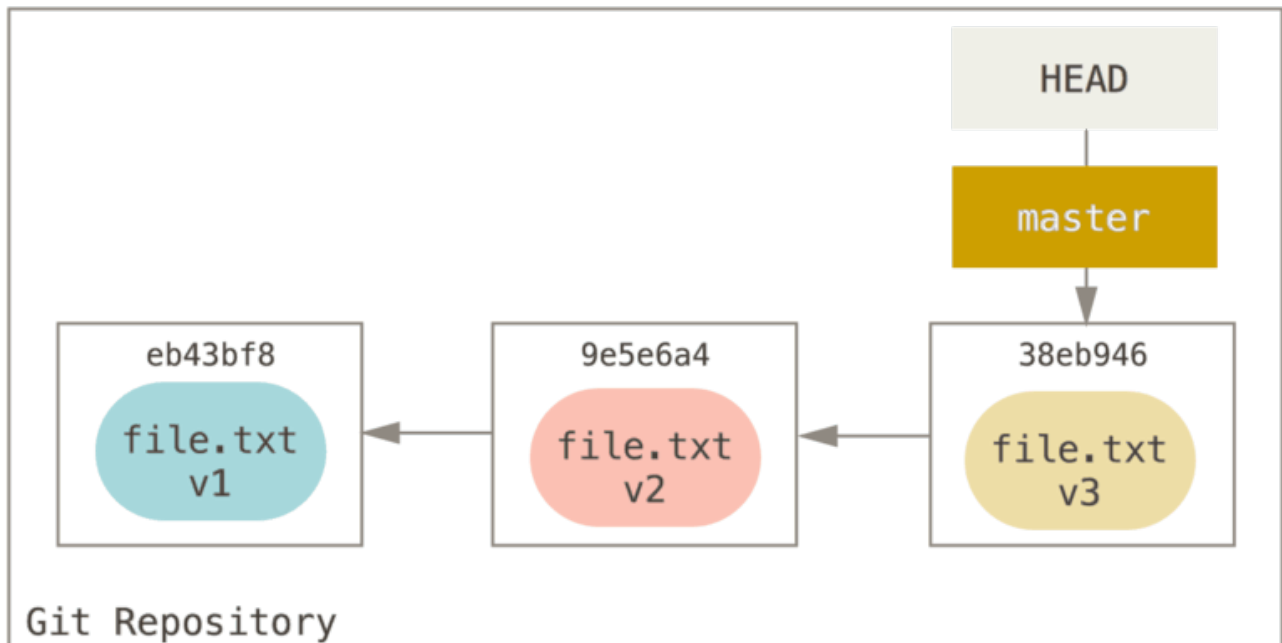 HEAD
master
eb43bf8
file.txt
v1
9e5e6a4
file.txt
v2
38eb946
file.txt
v3
Git Repository